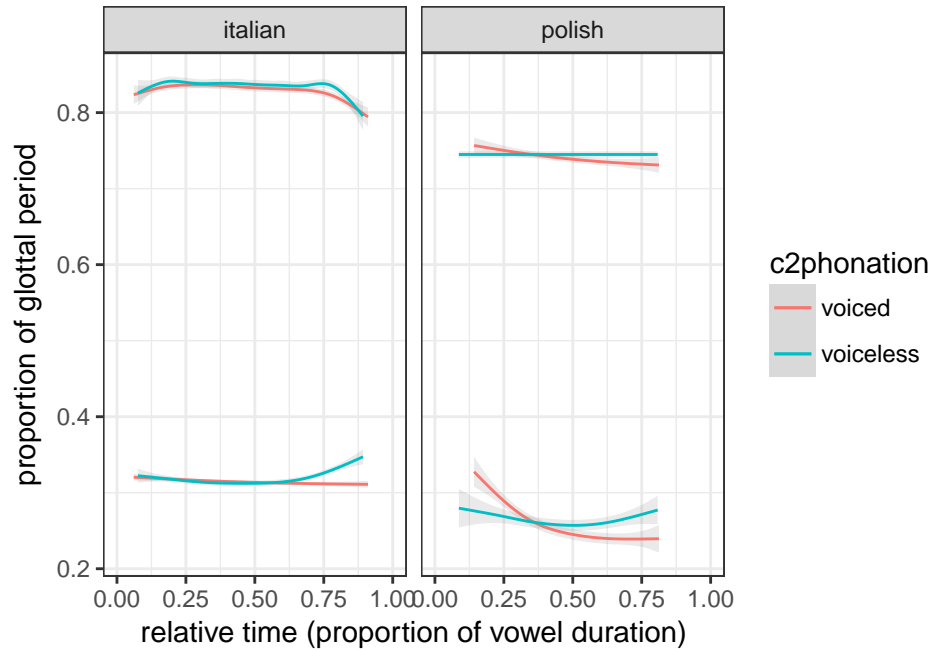 italian
polish
proportion of glottal period
0.8
0.6
0.4
0.2
0.00 0.25 0.50 0.75 1.00
0.00 0.25 0.50 0.75 1.00
relative time (proportion of vowel duration)
c2phonation
voiced
voiceless